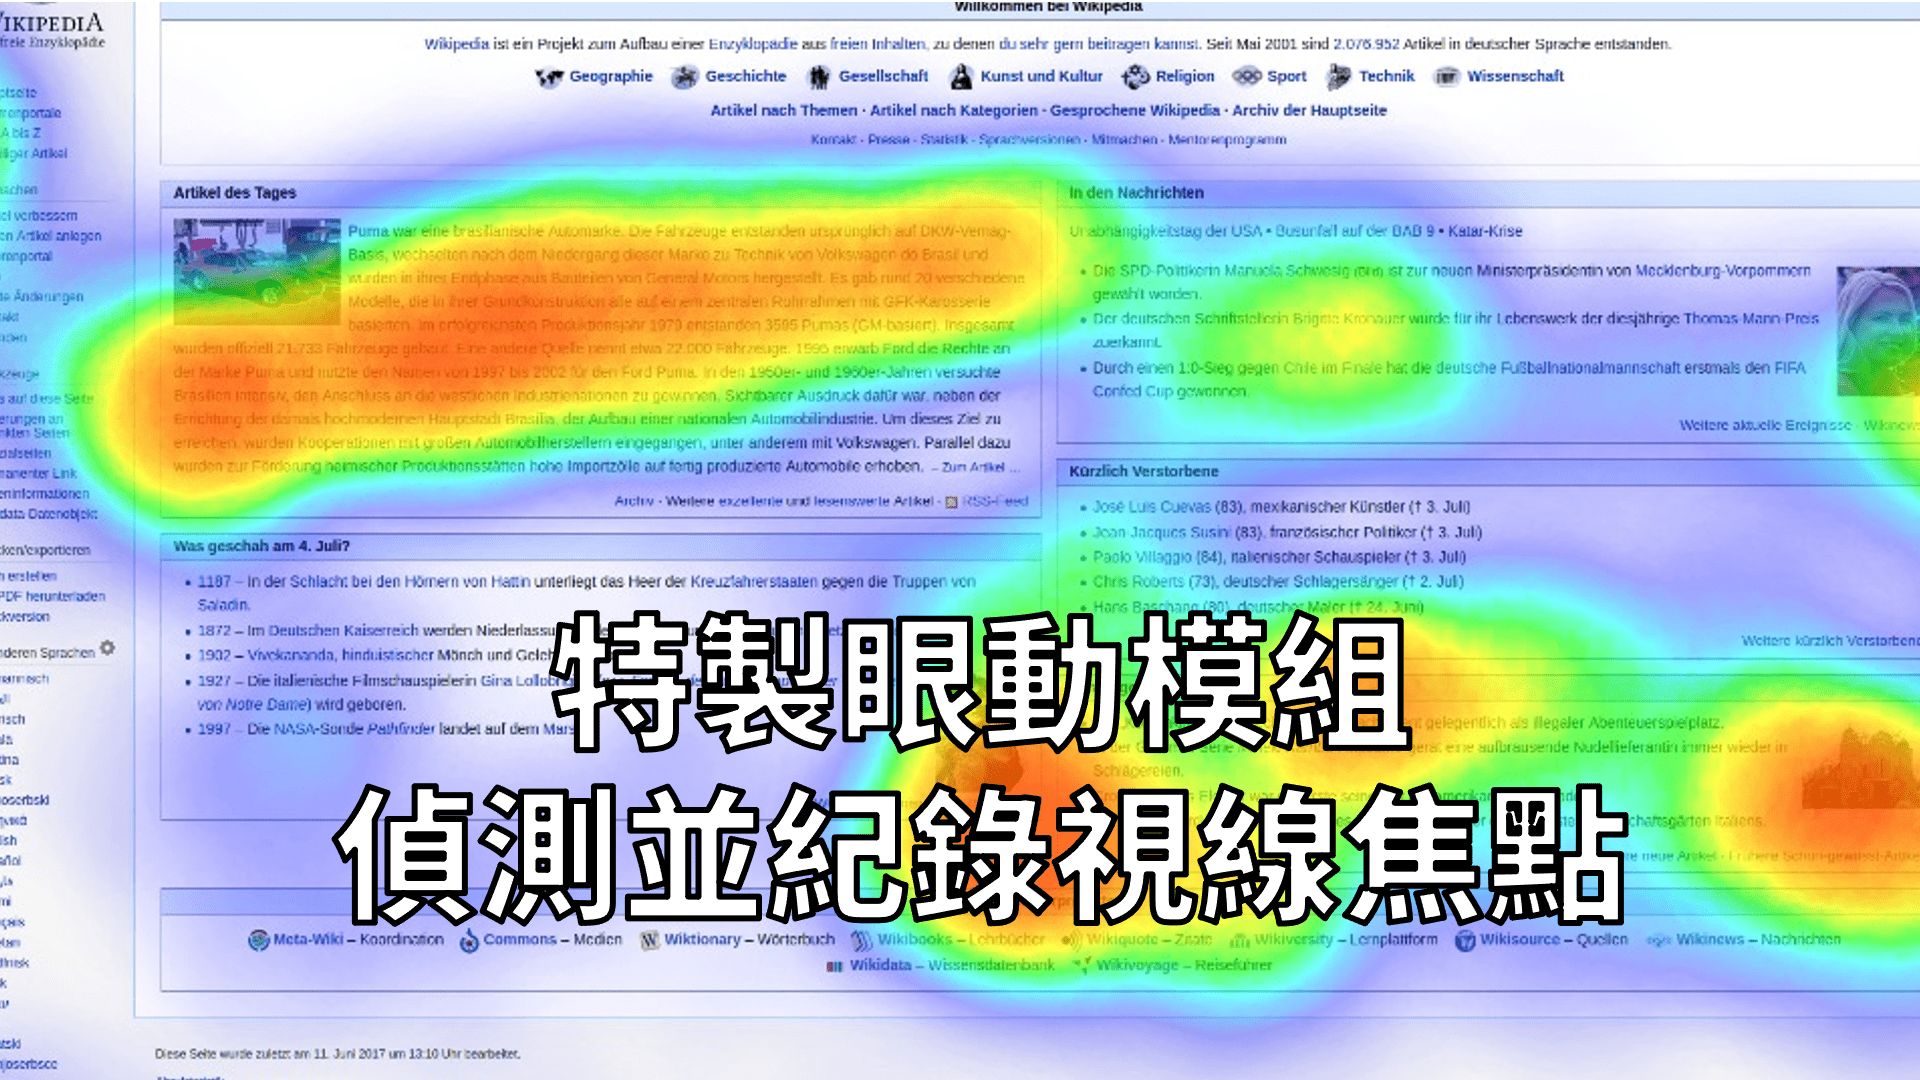 Willkommen bei Wikipedia
WIKIPEDIA
freie Enzyklopädie
Wikipedia ist ein Projekt zum Aufbau einer Enzyklopädie aus freien Inhalten, zu denen du sehr gern beitragen kannst. Seit Mai 2001 sind 2.076.952 Artikel in deutscher Sprache entstanden.
Geographie Geschichte Gesellschaft Kunst und Kultur Religion Sport Technik Wissenschaft
Artikel nach Themen · Artikel nach Kategorien · Gesprochene Wikipedia · Archiv der Hauptseite
Kontakt · Presse · Statistik · Sprachversionen · Mitmachen · Mentorenprogramm
A bis Z
Artikel
verbessern
Artikel anlegen
Änderungen
auf diese Seite
Seiten
Link
exportieren
erstellen
PDF herunterladen
Sprachen
Artikel des Tages
Puma war eine brasilianische Automarke. Die Fahrzeuge entstanden ursprünglich auf DKW-Vemag-
Basis, wechselten nach dem Niedergang dieser Marke zu Technik von Volkswagen do Brasil und
wurden in ihrer Endphase aus Bauteilen von General Motors hergestellt. Es gab rund 20 verschiedene
Modelle, die in ihrer Grundkonstruktion alle auf einem zentralen Rohrrahmen mit GFK-Karosserie
basierten. Im erfolgreichsten Produktionsjahr 1979 entstanden 3595 Pumas (GM-basiert). Insgesamt
wurden offiziell 21.733 Fahrzeuge gebaut. Eine andere Quelle nennt etwa 22.000 Fahrzeuge. 1995 erwarb Ford die Rechte an
der Marke Puma und nutzte den Namen von 1997 bis 2002 für den Ford Puma. In den 1950er- und 1960er-Jahren versuchte
Brasilien intensiv, den Anschluss an die westlichen Industrienationen zu gewinnen. Sichtbarer Ausdruck dafür war, neben der
Errichtung der damals hochmodernen Hauptstadt Brasília, der Aufbau einer nationalen Automobilindustrie. Um dieses Ziel zu
erreichen, wurden Kooperationen mit großen Automobilherstellern eingegangen, unter anderem mit Volkswagen. Parallel dazu
wurden zur Förderung heimischer Produktionsstätten hohe Importzölle auf fertig produzierte Automobile erhoben. – Zum Artikel ...
Archiv · Weitere exzellente und lesenswerte Artikel · RSS-Feed
In den Nachrichten
Unabhängigkeitstag der USA • Busunfall auf der BAB 9 • Katar-Krise
Die SPD-Politikerin Manuela Schwesig (Bild) ist zur neuen Ministerpräsidentin von Mecklenburg-Vorpommern
gewählt worden.
Der deutschen Schriftstellerin Brigitte Kronauer wurde für ihr Lebenswerk der diesjährige Thomas-Mann-Preis
zuerkannt.
Durch einen 1:0-Sieg gegen Chile im Finale hat die deutsche Fußballnationalmannschaft erstmals den FIFA
Confed Cup gewonnen.
Weitere aktuelle Ereignisse · Wikinews
Kürzlich Verstorbene
José Luis Cuevas (83), mexikanischer Künstler († 3. Juli)
Jean-Jacques Susini (83), französischer Politiker († 3. Juli)
Paolo Villaggio (84), italienischer Schauspieler († 3. Juli)
Chris Roberts (73), deutscher Schlagersänger († 2. Juli)
Hans Baschang (80), deutscher Maler († 24. Juni)
Weitere kürzlich Verstorbene
Was geschah am 4. Juli?
1187 – In der Schlacht bei den Hörnern von Hattin unterliegt das Heer der Kreuzfahrerstaaten gegen die Truppen von
Saladin.
1872 – Im Deutschen Kaiserreich werden
1902 – Vivekananda, hinduistischer Mönch und
1927 – Die italienische Filmschauspielerin Gina
von Notre Dame) wird geboren.
1997 – Die NASA-Sonde Pathfinder landet auf dem Mars
gelegentlich als illegaler Abenteuerspielplatz.
eine aufbrausende Nudellieferantin immer wieder in
Schlägereien.
特製眼動模組
偵測並紀錄視線焦點
Meta-Wiki – Koordination Commons – Medien Wiktionary – Wörterbuch Wikibooks – Lehrbücher Wikiquote – Zitate Wikiversity – Lernplattform Wikisource – Quellen Wikinews – Nachrichten
Wikidata – Wissensdatenbank Wikivoyage – Reiseführer
Diese Seite wurde zuletzt am 11. Juni 2017 um 13:10 Uhr bearbeitet.